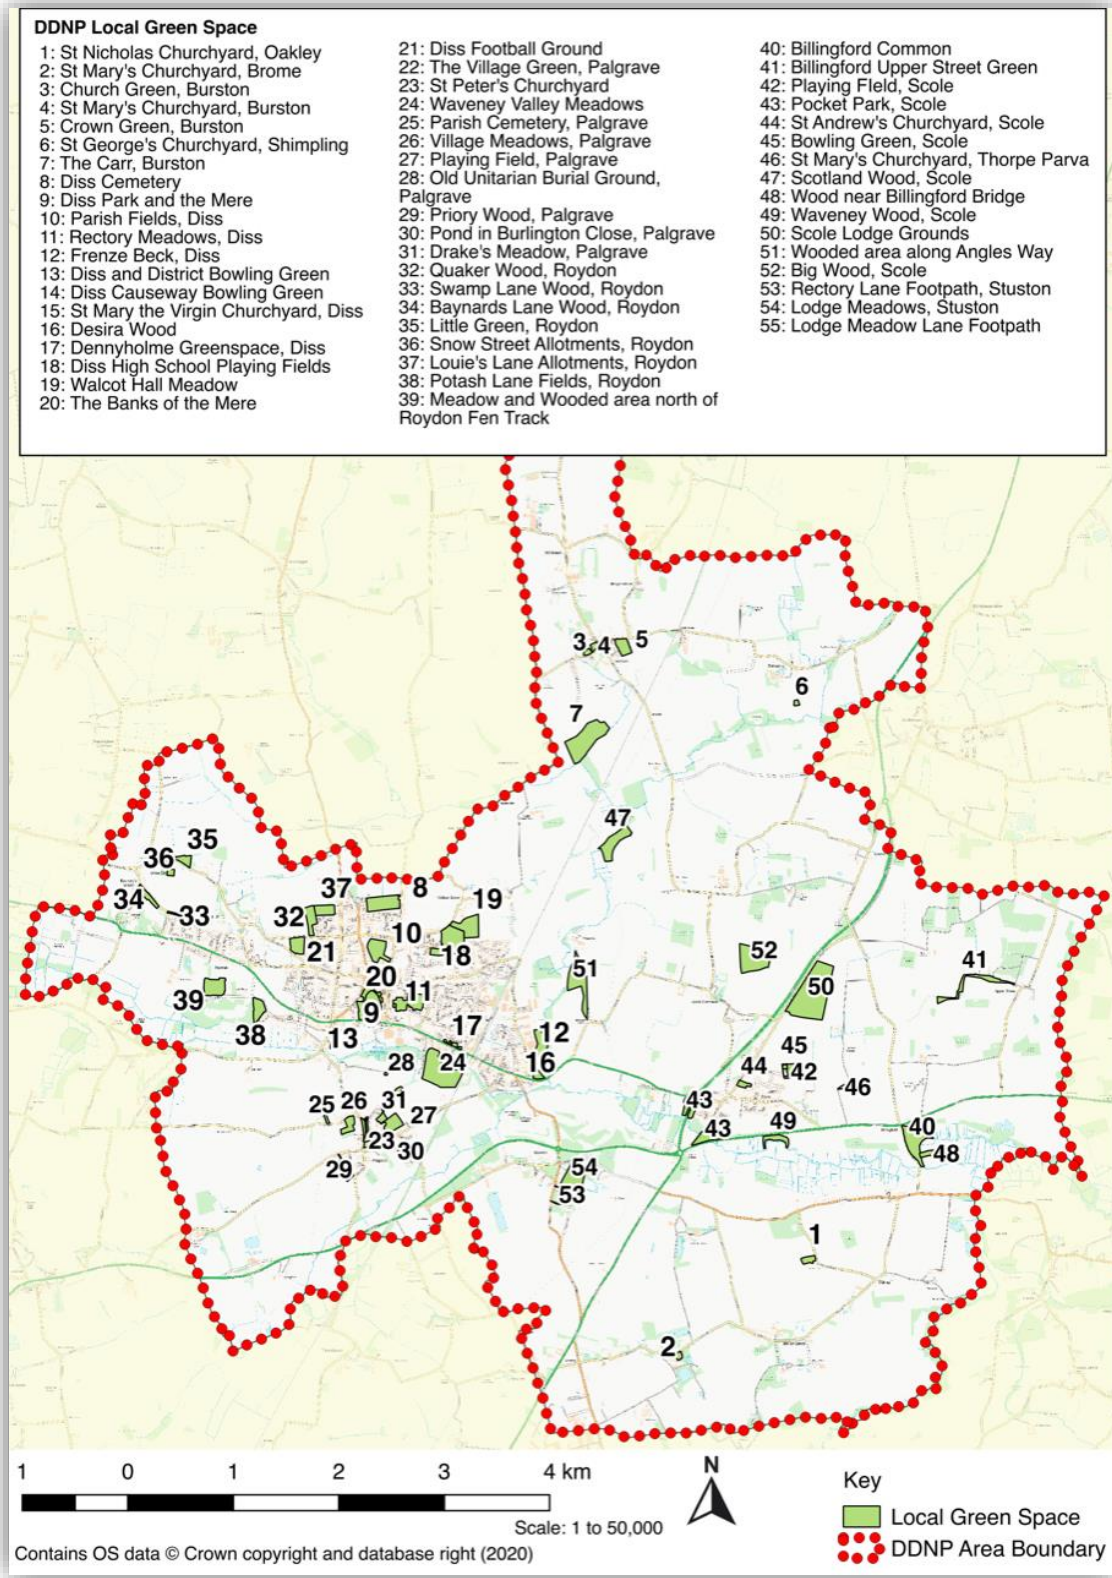 DDNP Local Green Space
1: St Nicholas Churchyard, Oakley
2: St Mary's Churchyard, Brome
3: Church Green, Burston
4: St Mary's Churchyard, Burston
5: Crown Green, Burston
6: St George's Churchyard, Shimpling
7: The Carr, Burston
8: Diss Cemetery
9: Diss Park and the Mere
10: Parish Fields, Diss
11: Rectory Meadows, Diss
12: Frenze Beck, Diss
13: Diss and District Bowling Green
14: Diss Causeway Bowling Green
15: St Mary the Virgin Churchyard, Diss
16: Desira Wood
17: Dennyholme Greenspace, Diss
18: Diss High School Playing Fields
19: Walcot Hall Meadow
20: The Banks of the Mere
21: Diss Football Ground
22: The Village Green, Palgrave
23: St Peter's Churchyard
24: Waveney Valley Meadows
25: Parish Cemetery, Palgrave
26: Village Meadows, Palgrave
27: Playing Field, Palgrave
28: Old Unitarian Burial Ground,
Palgrave
29: Priory Wood, Palgrave
30: Pond in Burlington Close, Palgrave
31: Drake's Meadow, Palgrave
32: Quaker Wood, Roydon
33: Swamp Lane Wood, Roydon
34: Baynards Lane Wood, Roydon
35: Little Green, Roydon
36: Snow Street Allotments, Roydon
37: Louie's Lane Allotments, Roydon
38: Potash Lane Fields, Roydon
39: Meadow and Wooded area north of
Roydon Fen Track
40: Billingford Common
41: Billingford Upper Street Green
42: Playing FIeld, Scole
43: Pocket Park, Scole
44: St Andrew's Churchyard, Scole
45: Bowling Green, Scole
46: St Mary's Churchyard, Thorpe Parva
47: Scotland Wood, Scole
48: Wood near Billingford Bridge
49: Waveney Wood, Scole
50: Scole Lodge Grounds
51: Wooded area along Angles Way
52: Big Wood, Scole
53: Rectory Lane Footpath, Stuston
54: Lodge Meadows, Stuston
55: Lodge Meadow Lane Footpath
3 4 5
6
7
47
35
36
34
33
37
8
32
21
10
19
18
20
11
9
39
38
13
17
12
16
28
24
51
52
50
41
45
44
42
46
43
43
49
40
48
25
26
31
27
23
30
29
54
53
1
2
1 0 1 2 3 4 km
Scale: 1 to 50,000
N
Key
Local Green Space
DDNP Area Boundary
Contains OS data © Crown copyright and database right (2020)